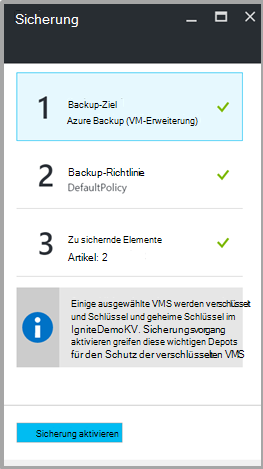 Sicherung
1
Backup-Ziel
Azure Backup (VM-Erweiterung)
2
Backup-Richtlinie
DefaultPolicy
3
Zu sichernde Elemente
Artikel: 2
Einige ausgewählte VMS werden verschlüsselt
und Schlüssel und geheime Schlüssel im
IgniteDemoKV. Sicherungsvorgang
aktivieren greifen diese wichtigen Depots
für den Schutz der verschlüsselten VMS
Sicherung aktivieren